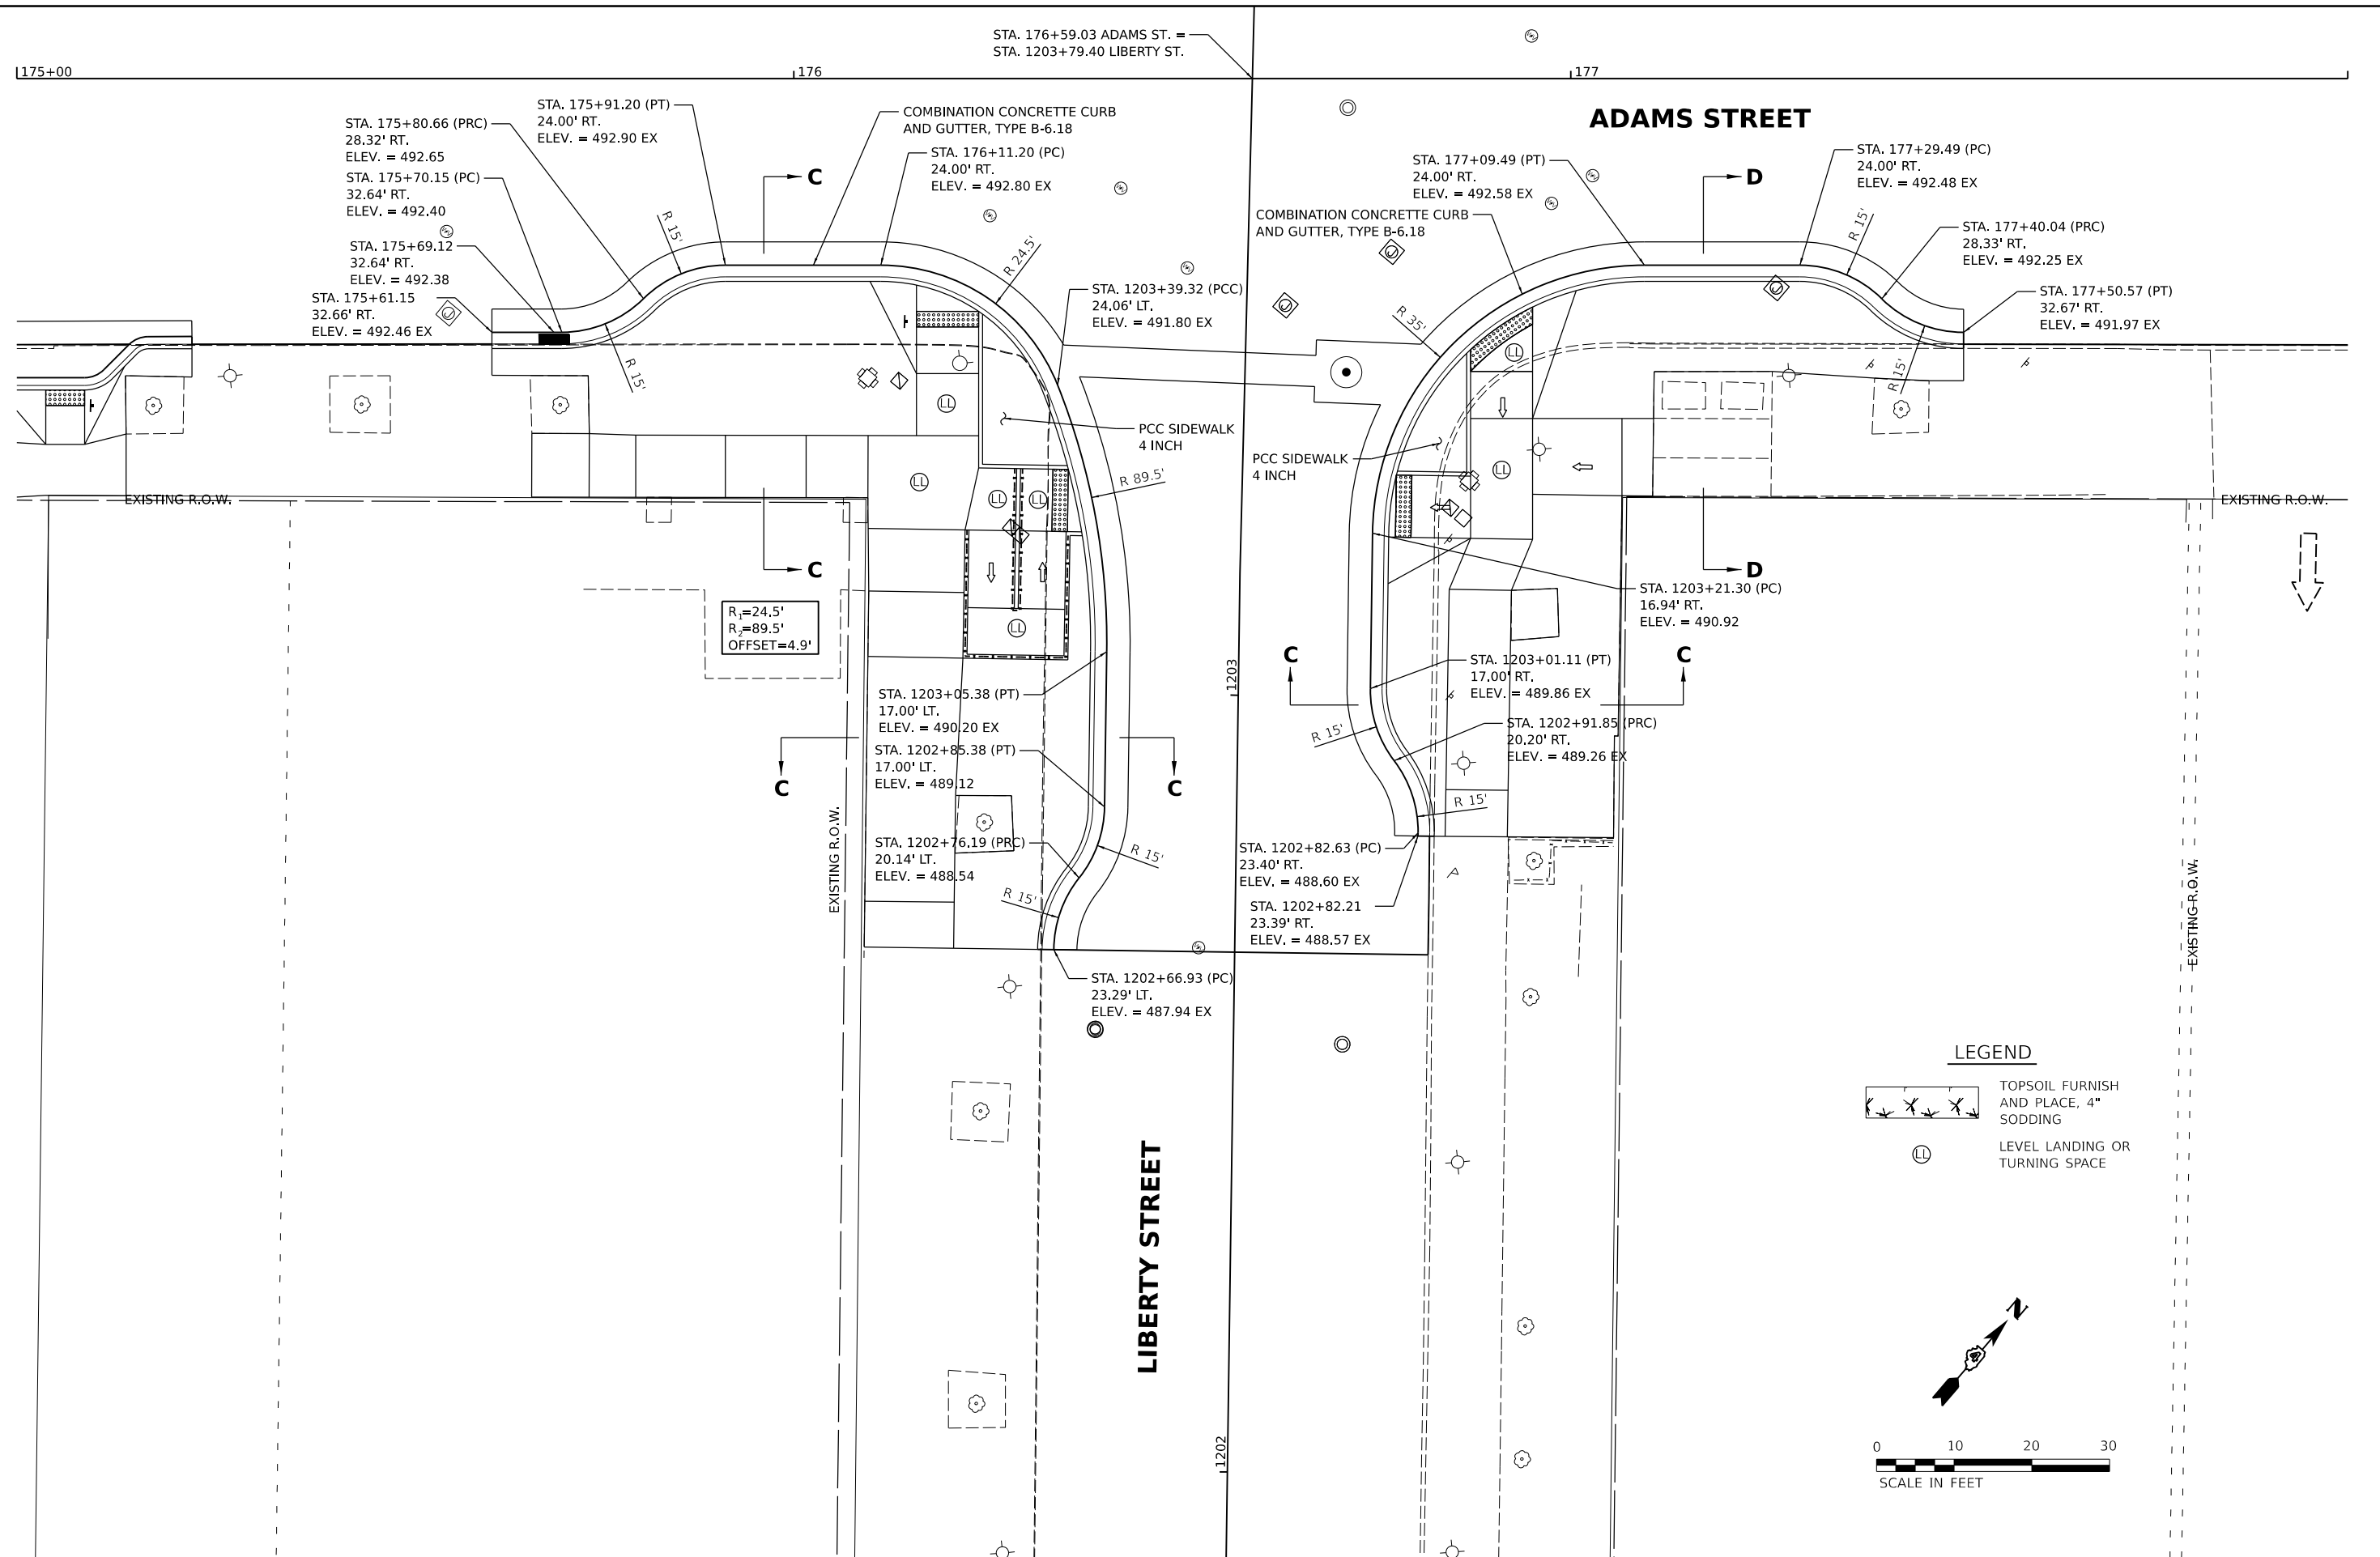 STA. 176+59.03 ADAMS ST. =
STA. 1203+79.40 LIBERTY ST.
175+00
176
177
ADAMS STREET
STA. 175+91.20 (PT)
24.00' RT.
ELEV. = 492.90 EX
STA. 175+80.66 (PRC)
28.32' RT.
ELEV. = 492.65
STA. 175+70.15 (PC)
32.64' RT.
ELEV. = 492.40
STA. 175+69.12
32.64' RT.
ELEV. = 492.38
STA. 175+61.15
32.66' RT.
ELEV. = 492.46 EX
COMBINATION CONCRETTE CURB
AND GUTTER, TYPE B-6.18
STA. 176+11.20 (PC)
24.00' RT.
ELEV. = 492.80 EX
C
R 15'
R 15'
R 24.5'
STA. 1203+39.32 (PCC)
24.06' LT.
ELEV. = 491.80 EX
STA. 177+09.49 (PT)
24.00' RT.
ELEV. = 492.58 EX
COMBINATION CONCRETTE CURB
AND GUTTER, TYPE B-6.18
D
STA. 177+29.49 (PC)
24.00' RT.
ELEV. = 492.48 EX
STA. 177+40.04 (PRC)
28.33' RT.
ELEV. = 492.25 EX
STA. 177+50.57 (PT)
32.67' RT.
ELEV. = 491.97 EX
R 15'
R 15'
R 35'
LL
LL
PCC SIDEWALK
4 INCH
PCC SIDEWALK
4 INCH
LL
LL
LL
LL
R 89.5'
EXISTING R.O.W.
EXISTING R.O.W.
C
D
R1=24.5'
R2=89.5'
OFFSET=4.9'
LL
STA. 1203+21.30 (PC)
16.94' RT.
ELEV. = 490.92
C
C
STA. 1203+01.11 (PT)
17.00' RT.
ELEV. = 489.86 EX
1203
STA. 1203+05.38 (PT)
17.00' LT.
ELEV. = 490.20 EX
STA. 1202+91.85 (PRC)
20.20' RT.
ELEV. = 489.26 EX
R 15'
STA. 1202+85.38 (PT)
17.00' LT.
ELEV. = 489.12
C
C
R 15'
STA. 1202+76.19 (PRC)
20.14' LT.
ELEV. = 488.54
R 15'
R 15'
EXISTING R.O.W.
STA. 1202+82.63 (PC)
23.40' RT.
ELEV. = 488.60 EX
STA. 1202+82.21
23.39' RT.
ELEV. = 488.57 EX
EXISTING R.O.W.
STA. 1202+66.93 (PC)
23.29' LT.
ELEV. = 487.94 EX
LIBERTY STREET
1202
LEGEND
TOPSOIL FURNISH
AND PLACE, 4"
SODDING
LL
LEVEL LANDING OR
TURNING SPACE
N
0 10 20 30
SCALE IN FEET